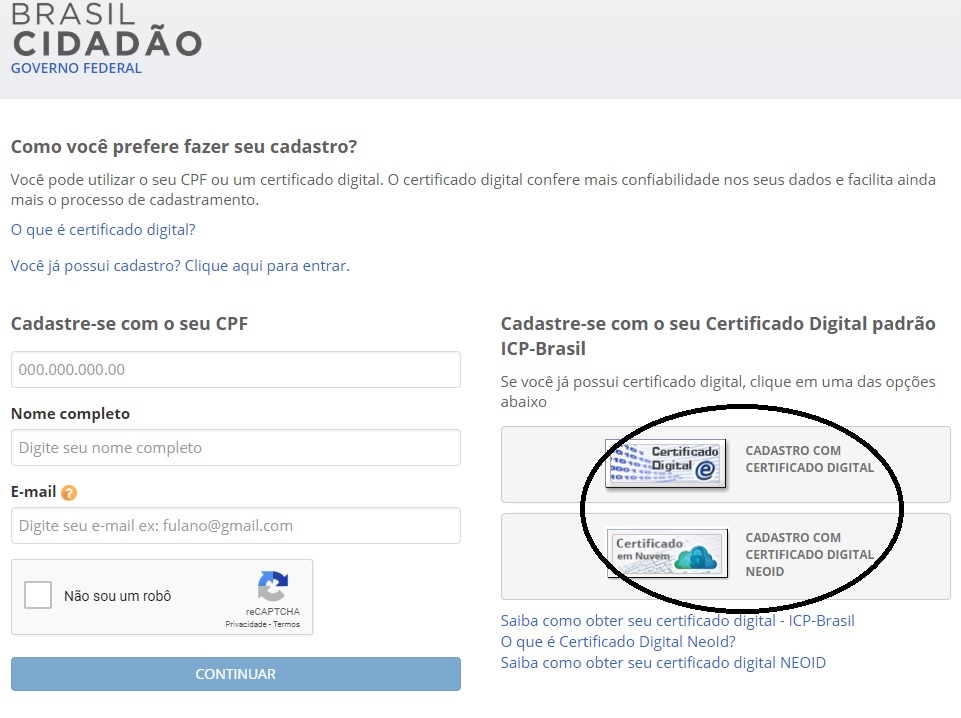 BRASIL
CIDADÃO
GOVERNO FEDERAL
Como você prefere fazer seu cadastro?
Você pode utilizar o seu CPF ou um certificado digital. O certificado digital confere mais confiabilidade nos seus dados e facilita ainda
mais o processo de cadastramento.
O que é certificado digital?
Você já possui cadastro? Clique aqui para entrar.
Cadastre-se com o seu CPF
000.000.000.00
Nome completo
Digite seu nome completo
E-mail ?
Digite seu e-mail ex: fulano@gmail.com
Não sou um robô
reCAPTCHA
Privacidade - Termos
CONTINUAR
Cadastre-se com o seu Certificado Digital padrão
ICP-Brasil
Se você já possui certificado digital, clique em uma das opções
abaixo
Certificado
Digital
CADASTRO COM
CERTIFICADO DIGITAL
Certificado
em Nuvem
CADASTRO COM
CERTIFICADO DIGITAL
NEOID
Saiba como obter seu certificado digital - ICP-Brasil
O que é Certificado Digital NeoId?
Saiba como obter seu certificado digital NEOID